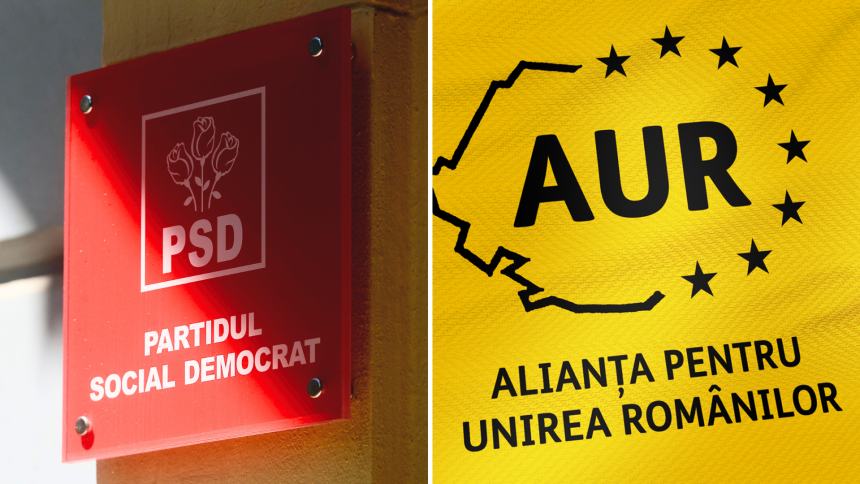 PSD
PARTIDUL
SOCIAL DEMOCRAT
AUR
ALIANȚA PENTRU
UNIREA ROMÂNILOR